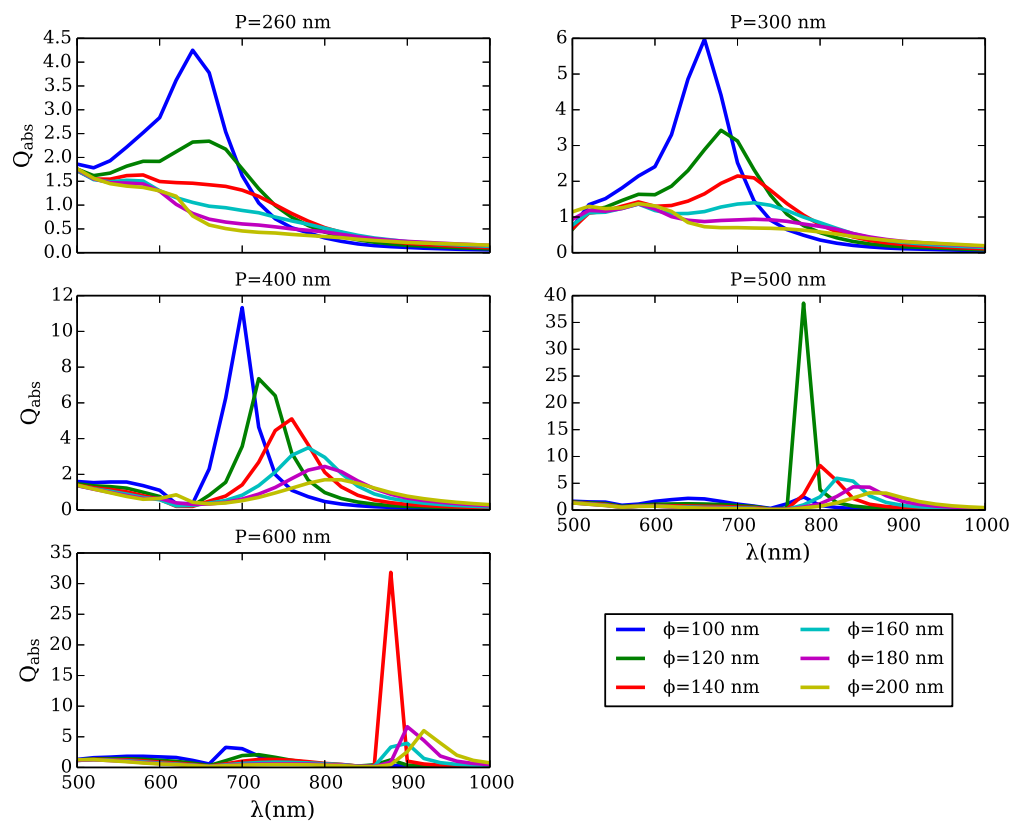 P=260 nm
4.5
4.0
3.5
3.0
2.5
2.0
1.5
1.0
0.5
0.0
Qabs
P=300 nm
6
5
4
3
2
1
0
P=400 nm
12
10
8
6
4
2
0
Qabs
P=500 nm
40
35
30
25
20
15
10
5
0
500 600 700 800 900 1000
λ(nm)
P=600 nm
35
30
25
20
15
10
5
0
Qabs
500 600 700 800 900 1000
λ(nm)
ϕ=100 nm
ϕ=120 nm
ϕ=140 nm
ϕ=160 nm
ϕ=180 nm
ϕ=200 nm